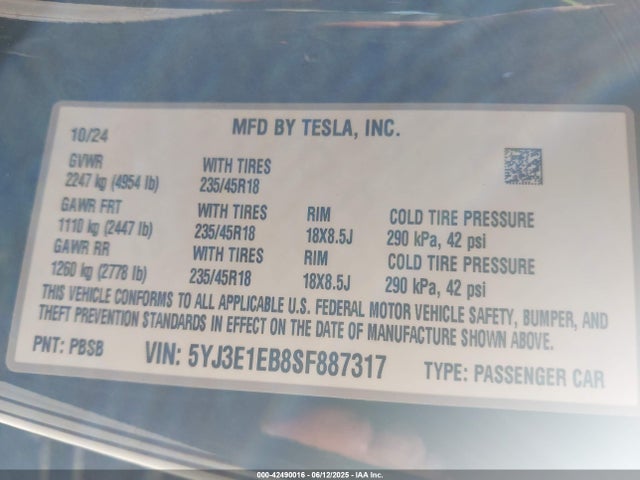 10/24
MFD BY TESLA, INC.
GVWR
2247 kg (4954 lb)
WITH TIRES
235/45R18
GAWR FRT
1110 kg (2447 lb)
WITH TIRES
235/45R18
RIM
18X8.5J
COLD TIRE PRESSURE
290 kPa, 42 psi
GAWR RR
1260 kg (2778 lb)
WITH TIRES
235/45R18
RIM
18X8.5J
COLD TIRE PRESSURE
290 kPa, 42 psi
THIS VEHICLE CONFORMS TO ALL APPLICABLE U.S. FEDERAL MOTOR VEHICLE SAFETY, BUMPER, AND
THEFT PREVENTION STANDARDS IN EFFECT ON THE DATE OF MANUFACTURE SHOWN ABOVE.
PNT: PBSB
VIN: 5YJ3E1EB8SF887317
TYPE: PASSENGER CAR
000-42490016 - 06/12/2025 - IAA Inc.